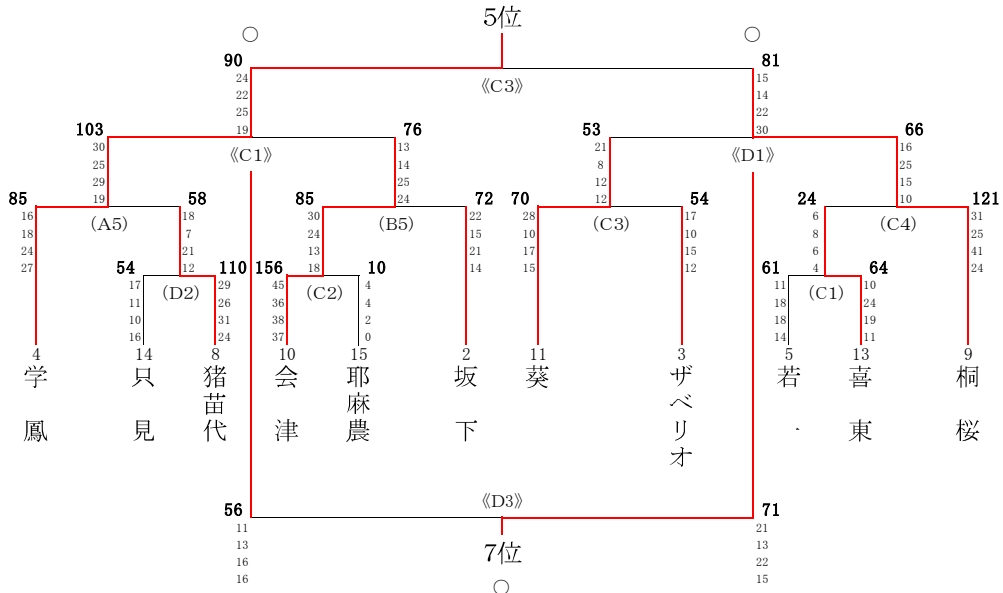 5位
○ ○
90 81
24 15
22 14
25 22
19 30
《C3》
103 76 53 66
30 13 21 16
25 14 8 25
29 25 12 15
19 24 12 10
《C1》 《D1》
85 58 85 72 70 54 24 121
16 18 30 22 28 17 6 31
18 7 24 15 10 10 8 25
24 21 13 21 17 15 6 41
27 12 18 14 15 12 4 24
(A5) (B5) (C3) (C4)
54 110 156 10 61 64
17 29 45 4 11 10
11 26 36 4 18 24
10 31 38 2 18 19
16 24 37 0 14 11
(D2) (C2) (C1)
4 14 8 10 15 2 11 3 5 13 9
学鳳
只見
猪苗代
会津
耶麻農
坂下
葵
ザベリオ
若・
喜東
桐桜
《D3》
56 71
11 21
13 13
16 22
16 15
7位
○